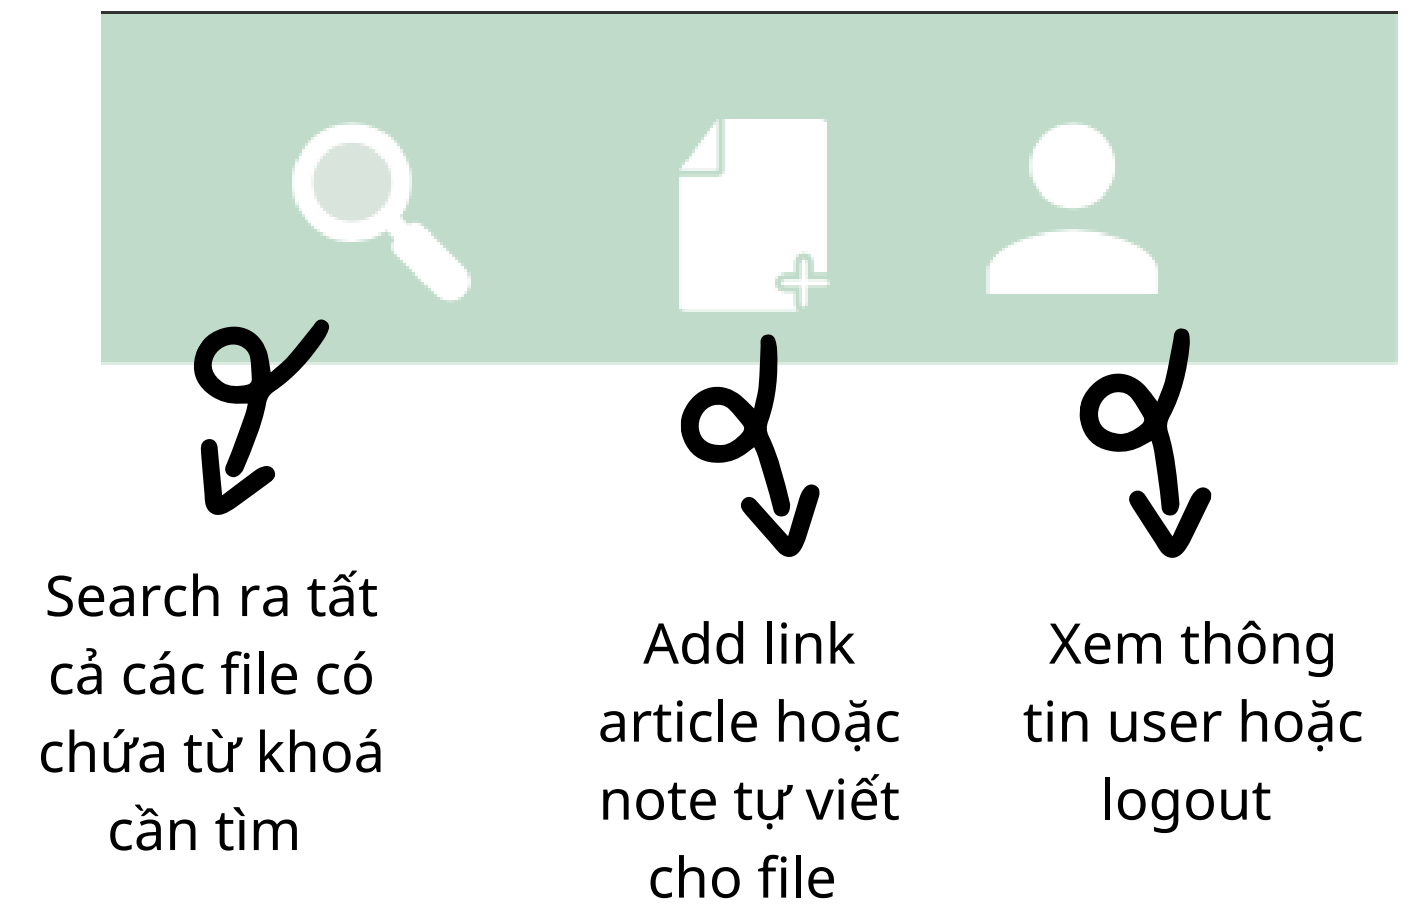 Search ra tất
cả các file có
chứa từ khoá
cần tìm
Add link
article hoặc
note tự viết
cho file
Xem thông
tin user hoặc
logout